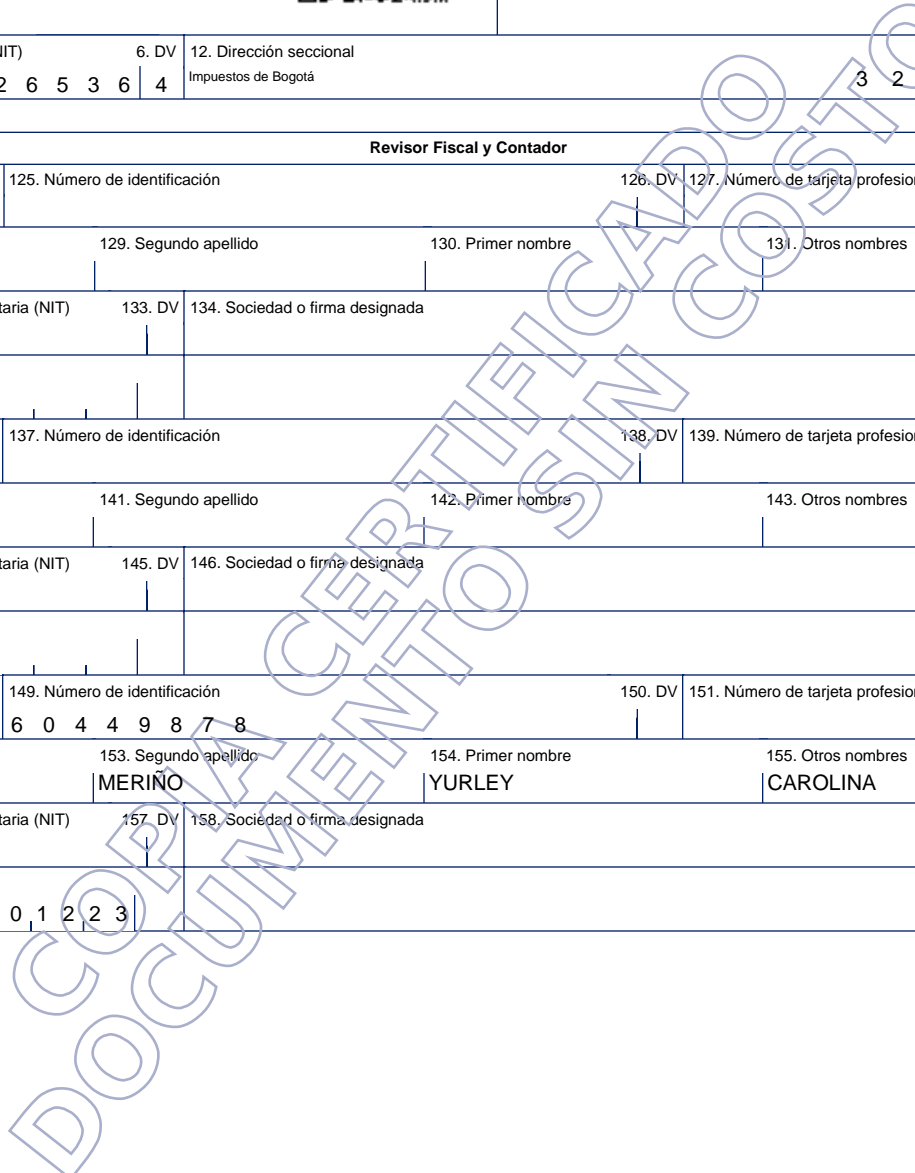 NIT) 6. DV 12. Dirección seccional
2 6 5 3 6 4 Impuestos de Bogotá 3 2
Revisor Fiscal y Contador
125. Número de identificación 126. DV 127. Número de tarjeta profesion
129. Segundo apellido 130. Primer nombre 131. Otros nombres
taria (NIT) 133. DV 134. Sociedad o firma designada
137. Número de identificación 138. DV 139. Número de tarjeta profesion
141. Segundo apellido 142. Primer nombre 143. Otros nombres
taria (NIT) 145. DV 146. Sociedad o firma designada
149. Número de identificación 150. DV 151. Número de tarjeta profesion
6 0 4 4 9 8 7 8
153. Segundo apellido 154. Primer nombre 155. Otros nombres
MERIÑO YURLEY CAROLINA
taria (NIT) 157. DV 158. Sociedad o firma designada
0 1 2 2 3
COPIA CERTIFICADO
DOCUMENTO SIN COSTO